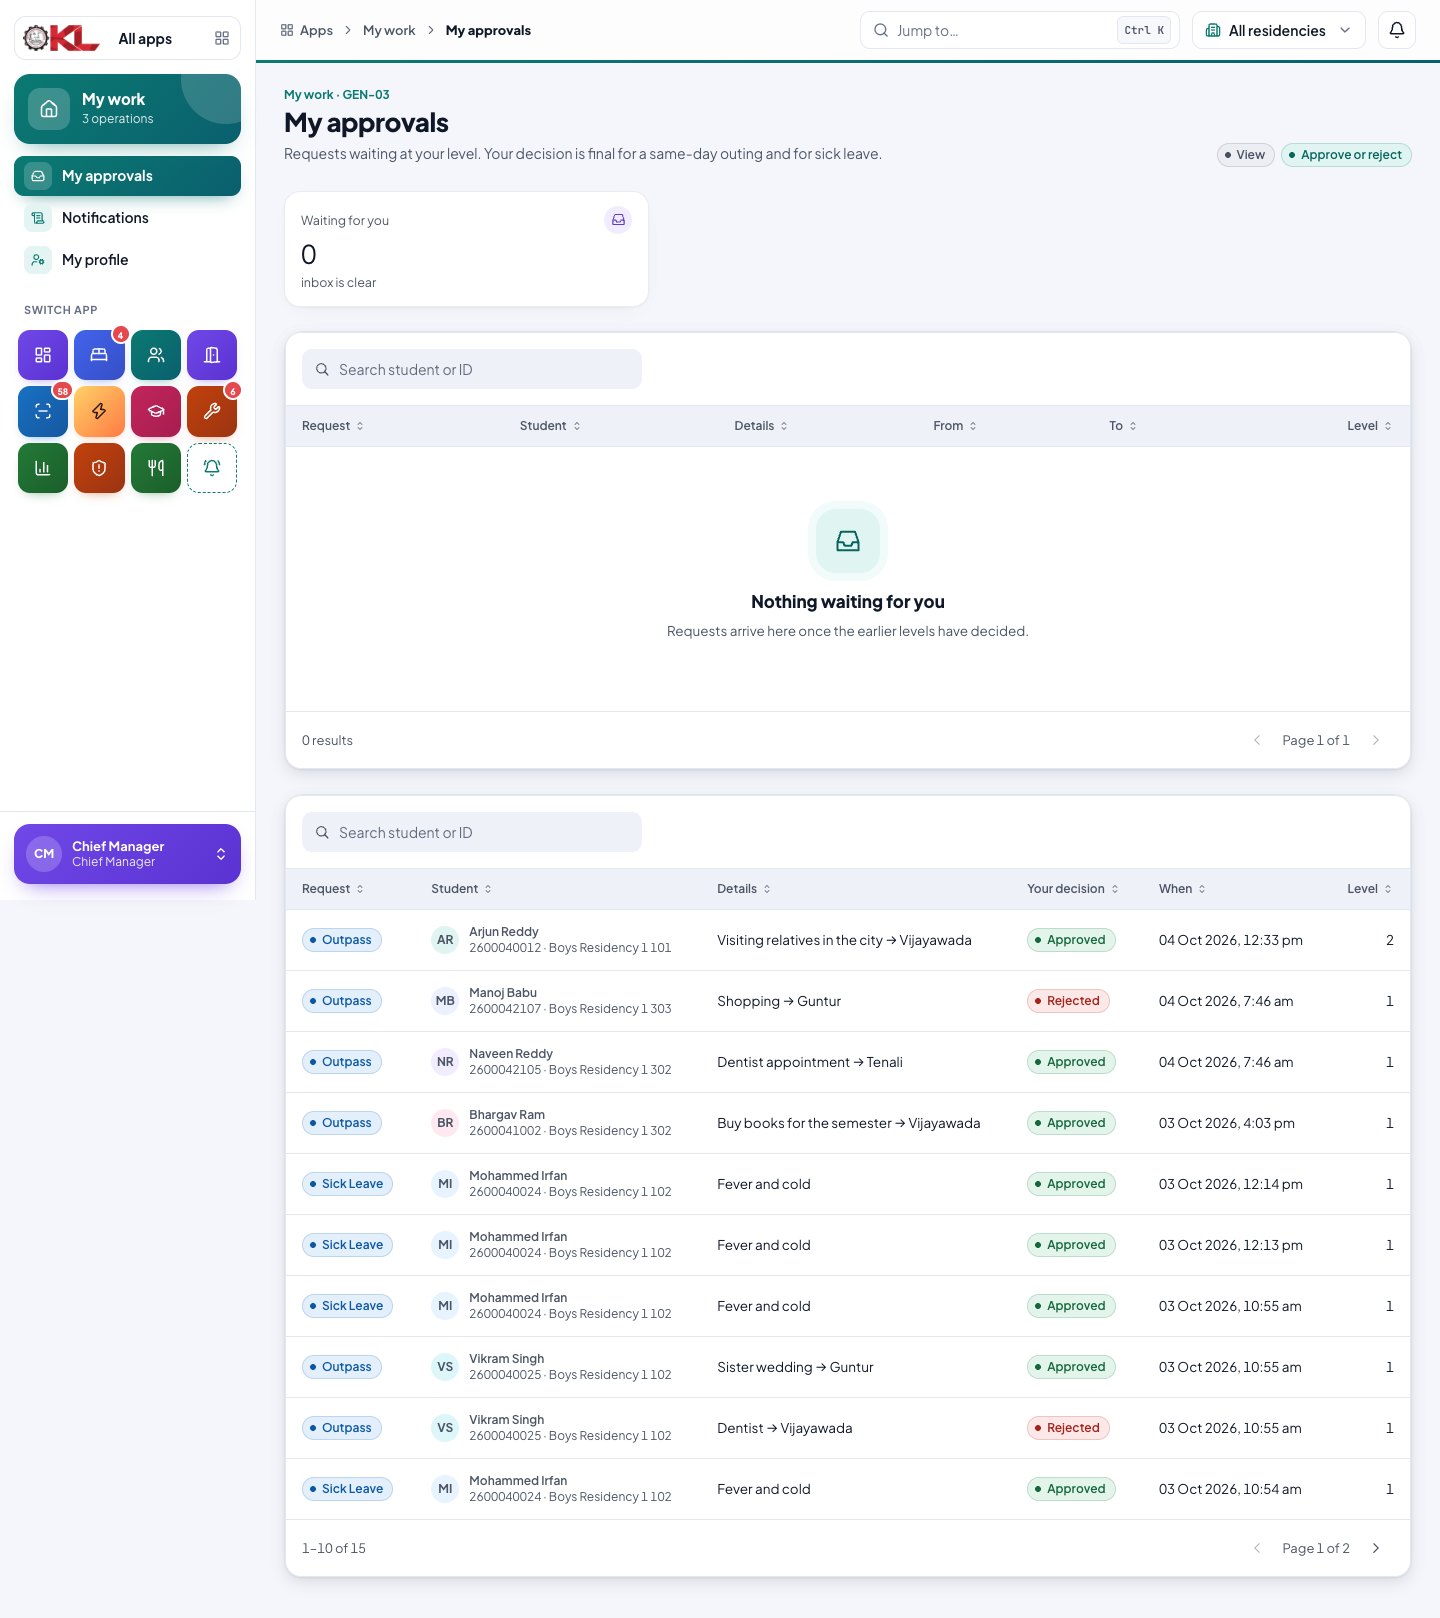 KL
All apps
My work
3 operations
My approvals
Notifications
My profile
SWITCH APP
4
58
6
CM
Chief Manager
Chief Manager
Apps
My work
My approvals
Jump to...
Ctrl K
All residencies
My work · GEN-03
My approvals
Requests waiting at your level. Your decision is final for a same-day outing and for sick leave.
View
Approve or reject
Waiting for you
0
inbox is clear
Search student or ID
Request Student Details From To Level
Nothing waiting for you
Requests arrive here once the earlier levels have decided.
0 results
Page 1 of 1
Search student or ID
Request Student Details Your decision When Level
Outpass AR Arjun Reddy
2600040012 · Boys Residency 1 101
Visiting relatives in the city → Vijayawada Approved 04 Oct 2026, 12:33 pm 2
Outpass MB Manoj Babu
2600042107 · Boys Residency 1 303
Shopping → Guntur Rejected 04 Oct 2026, 7:46 am 1
Outpass NR Naveen Reddy
2600042105 · Boys Residency 1 302
Dentist appointment → Tenali Approved 04 Oct 2026, 7:46 am 1
Outpass BR Bhargav Ram
2600041002 · Boys Residency 1 302
Buy books for the semester → Vijayawada Approved 03 Oct 2026, 4:03 pm 1
Sick Leave MI Mohammed Irfan
2600040024 · Boys Residency 1 102
Fever and cold Approved 03 Oct 2026, 12:14 pm 1
Sick Leave MI Mohammed Irfan
2600040024 · Boys Residency 1 102
Fever and cold Approved 03 Oct 2026, 12:13 pm 1
Sick Leave MI Mohammed Irfan
2600040024 · Boys Residency 1 102
Fever and cold Approved 03 Oct 2026, 10:55 am 1
Outpass VS Vikram Singh
2600040025 · Boys Residency 1 102
Sister wedding → Guntur Approved 03 Oct 2026, 10:55 am 1
Outpass VS Vikram Singh
2600040025 · Boys Residency 1 102
Dentist → Vijayawada Rejected 03 Oct 2026, 10:55 am 1
Sick Leave MI Mohammed Irfan
2600040024 · Boys Residency 1 102
Fever and cold Approved 03 Oct 2026, 10:54 am 1
1–10 of 15
Page 1 of 2